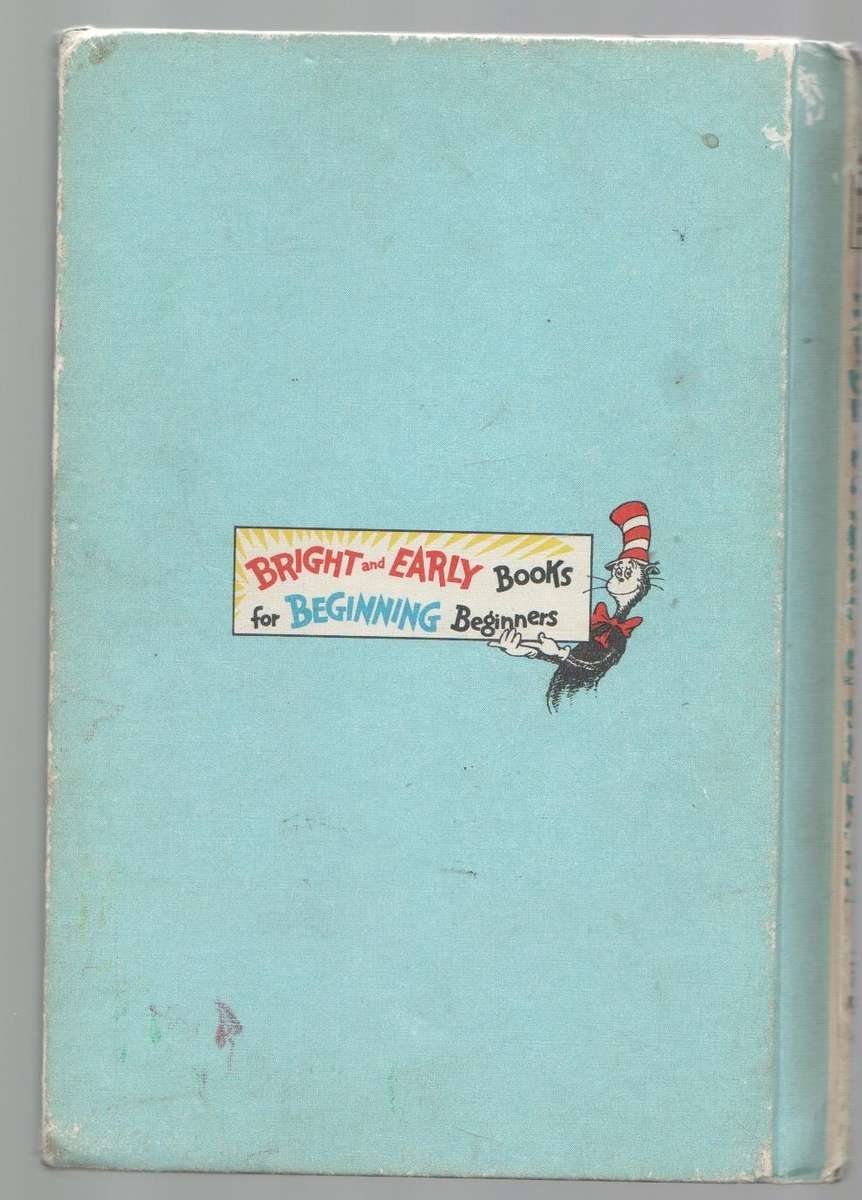 BRIGHT and EARLY BOOKS
for BEGINNING Beginners